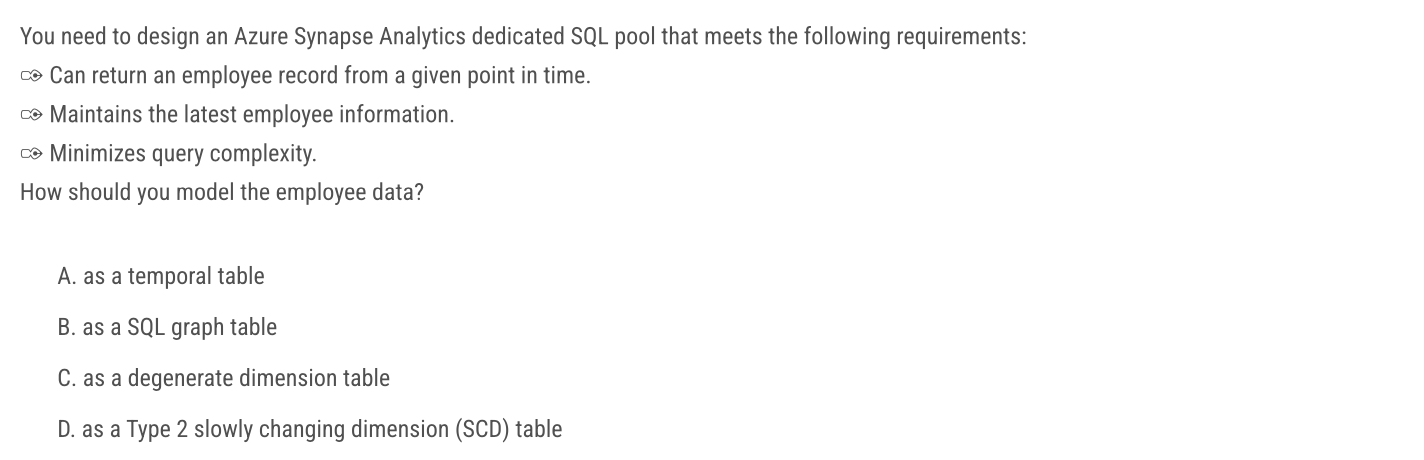 You need to design an Azure Synapse Analytics dedicated SQL pool that meets the following requirements:
Can return an employee record from a given point in time.
Maintains the latest employee information.
Minimizes query complexity.
How should you model the employee data?
A. as a temporal table
B. as a SQL graph table
C. as a degenerate dimension table
D. as a Type 2 slowly changing dimension (SCD) table